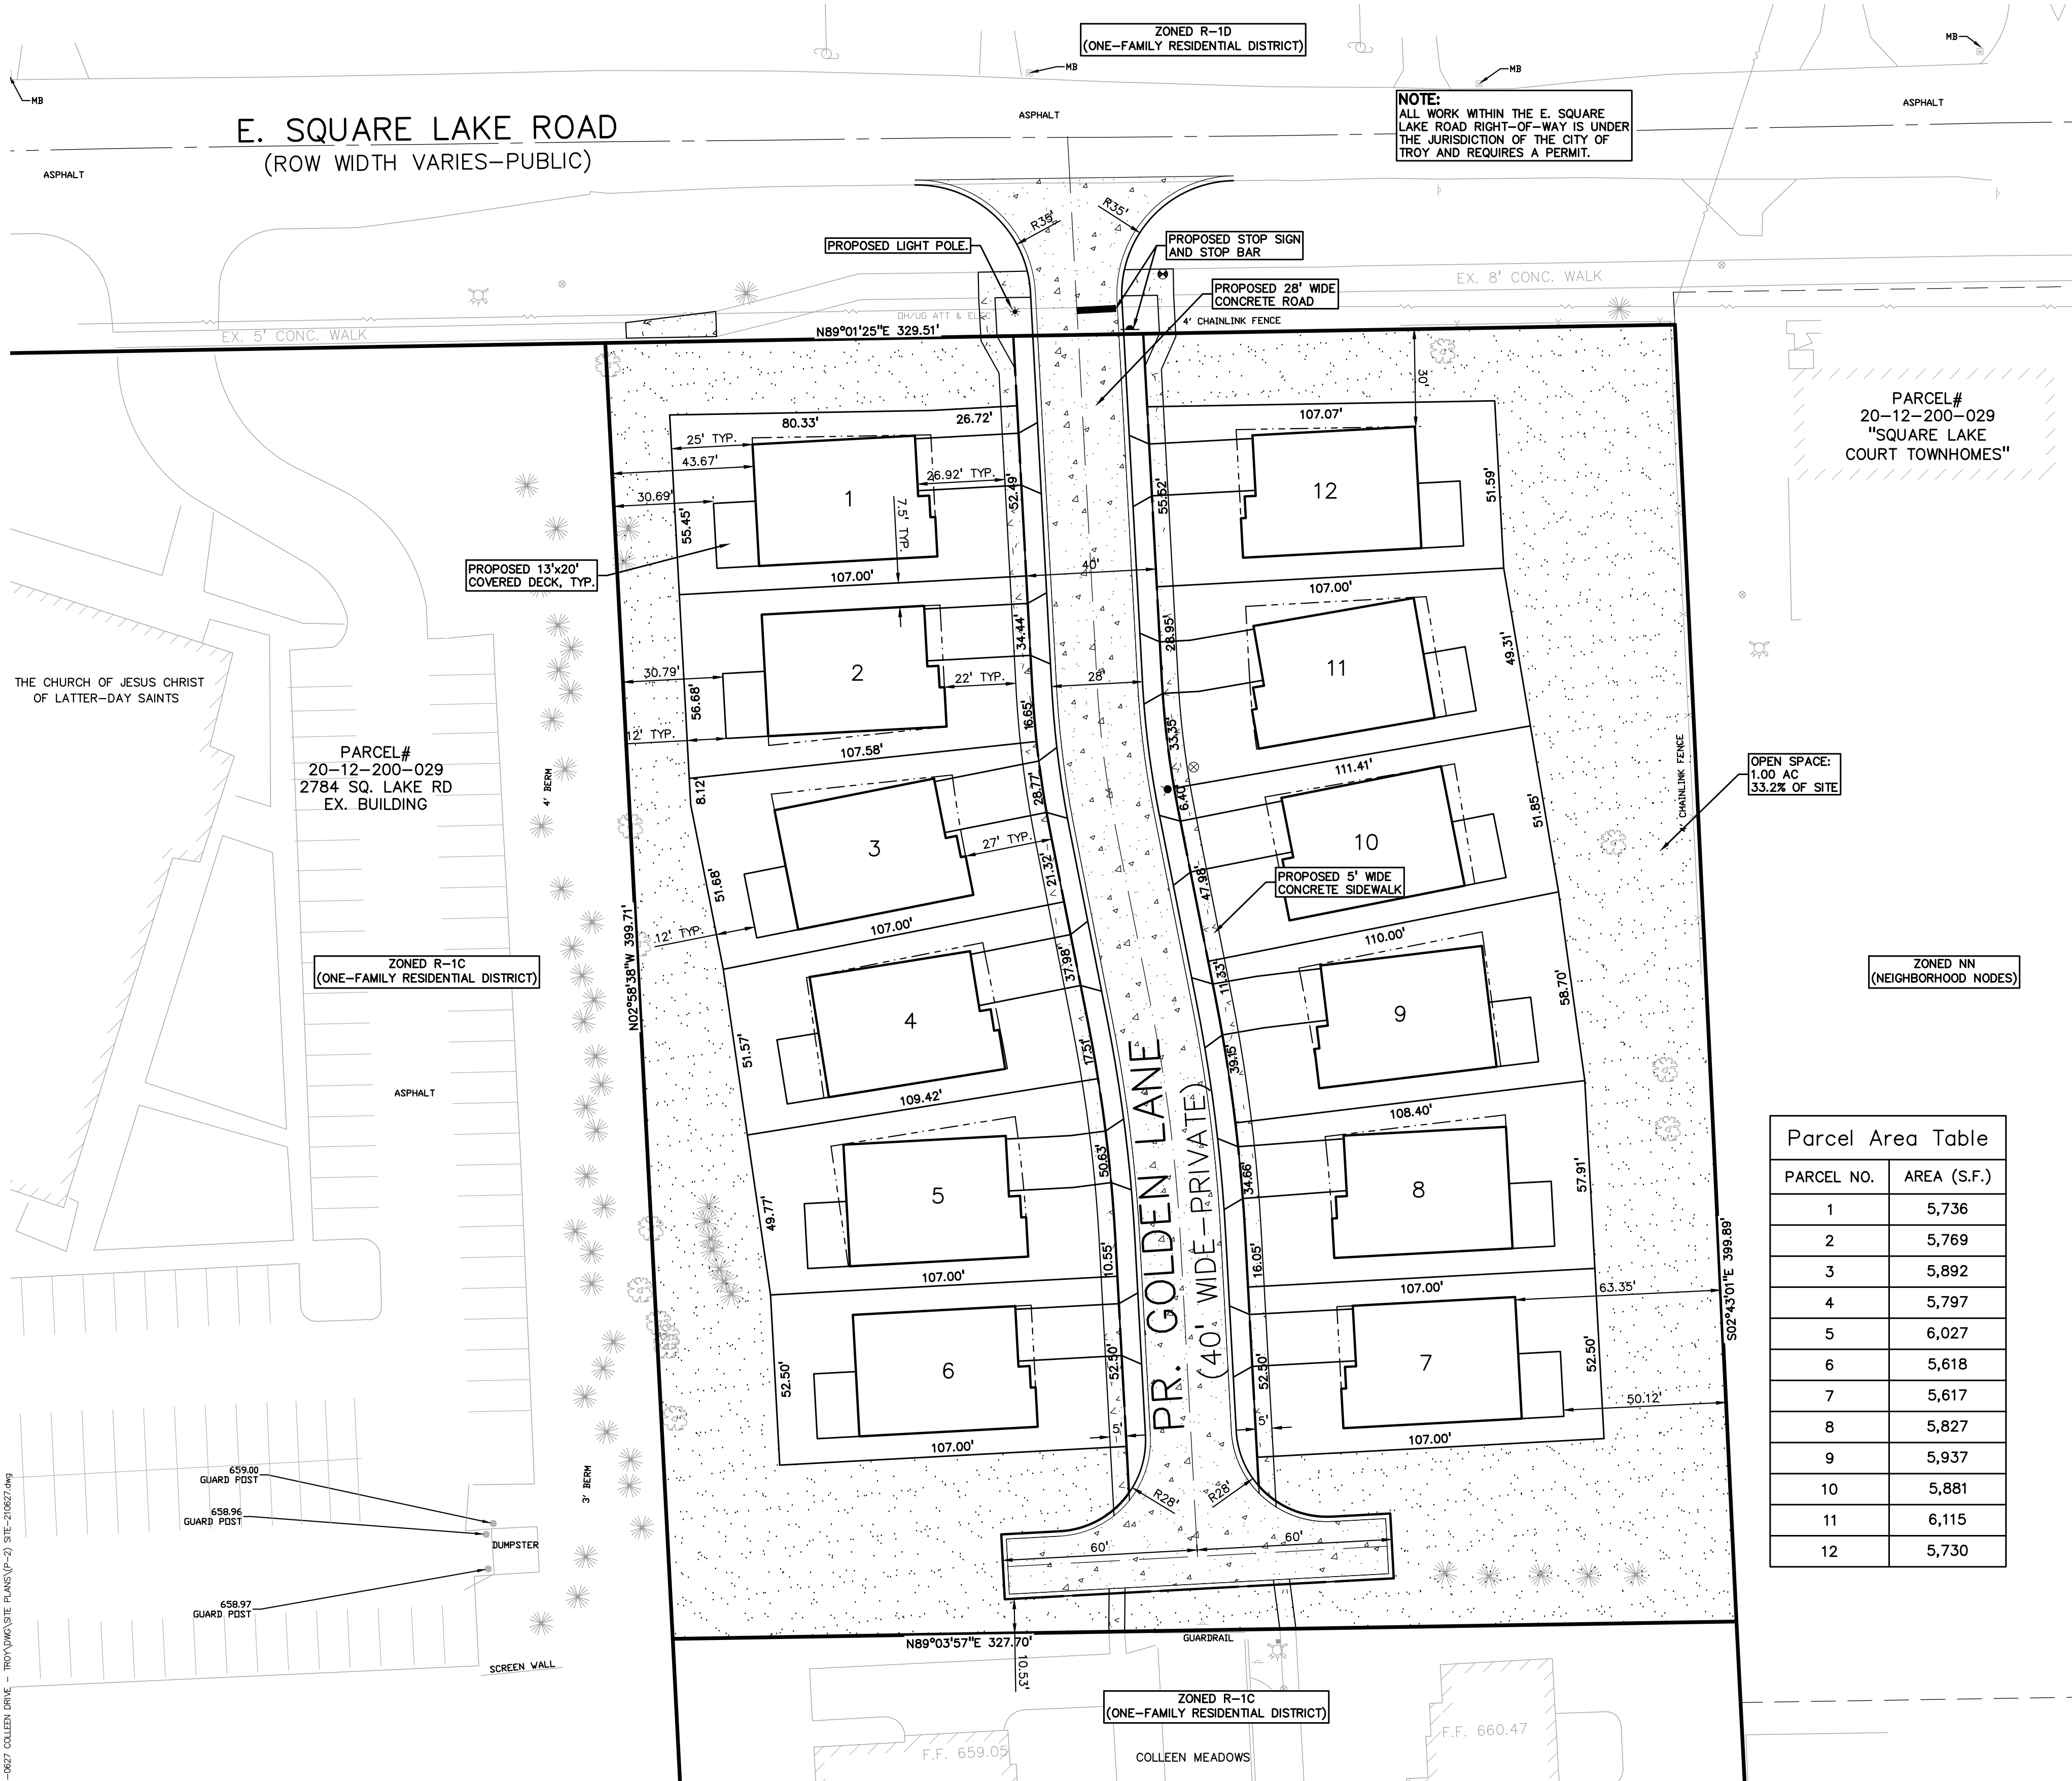 ZONED R-1D
(ONE-FAMILY RESIDENTIAL DISTRICT)
MB
MB
MB
MB
NOTE:
ALL WORK WITHIN THE E. SQUARE
LAKE ROAD RIGHT-OF-WAY IS UNDER
THE JURISDICTION OF THE CITY OF
TROY AND REQUIRES A PERMIT.
ASPHALT
ASPHALT
E. SQUARE LAKE ROAD
(ROW WIDTH VARIES-PUBLIC)
ASPHALT
R35'
R35'
PROPOSED LIGHT POLE.
PROPOSED STOP SIGN
AND STOP BAR
PROPOSED 28' WIDE
CONCRETE ROAD
EX. 8' CONC. WALK
OH/UG ATT & ELEC
4' CHAINLINK FENCE
EX. 5' CONC. WALK
N89°01'25"E 329.51'
30'
PARCEL#
20-12-200-029
"SQUARE LAKE
COURT TOWNHOMES"
80.33'
26.72'
107.07'
25' TYP.
43.67'
26.92' TYP.
30.69'
1
7.5' TYP.
52.49'
55.62'
12
51.59'
55.45'
PROPOSED 13'x20'
COVERED DECK, TYP.
107.00'
40'
107.00'
34.44'
28.95'
49.31'
30.79'
2
22' TYP.
28'
11
56.68'
16.65'
33.35'
12' TYP.
107.58'
THE CHURCH OF JESUS CHRIST
OF LATTER-DAY SAINTS
PARCEL#
20-12-200-029
2784 SQ. LAKE RD
EX. BUILDING
4' BERM
8.12'
28.77'
111.41'
6.40'
51.85'
4' CHAINLINK FENCE
OPEN SPACE:
1.00 AC
33.2% OF SITE
3
27' TYP.
21.32'
10
51.68'
47.98'
PROPOSED 5' WIDE
CONCRETE SIDEWALK
12' TYP.
107.00'
110.00'
N02°58'38"W 399.71'
ZONED R-1C
(ONE-FAMILY RESIDENTIAL DISTRICT)
ZONED NN
(NEIGHBORHOOD NODES)
37.98'
11.33'
58.70'
4
9
51.57'
17.51'
39.15'
ASPHALT
109.42'
108.40'
PR. GOLDEN LANE
(40' WIDE-PRIVATE)
50.63'
34.66'
57.91'
5
8
49.77'
10.55'
16.05'
107.00'
107.00'
63.35'
S02°43'01"E 399.89'
52.50'
6
52.50'
52.50'
7
52.50'
50.12'
5'
5'
107.00'
107.00'
Parcel Area Table
PARCEL NO. AREA (S.F.)
1 5,736
2 5,769
3 5,892
4 5,797
5 6,027
6 5,618
7 5,617
8 5,827
9 5,937
10 5,881
11 6,115
12 5,730
659.00
GUARD POST
658.96
GUARD POST
DUMPSTER
658.97
GUARD POST
3' BERM
R28'
R28'
60'
60'
N89°03'57"E 327.70'
10.53'
GUARDRAIL
SCREEN WALL
ZONED R-1C
(ONE-FAMILY RESIDENTIAL DISTRICT)
F.F. 659.05
F.F. 660.47
COLLEEN MEADOWS
-0627 COLLEEN DRIVE - TROY\DWG\SITE PLANS\(P-2) SITE-210627.dwg